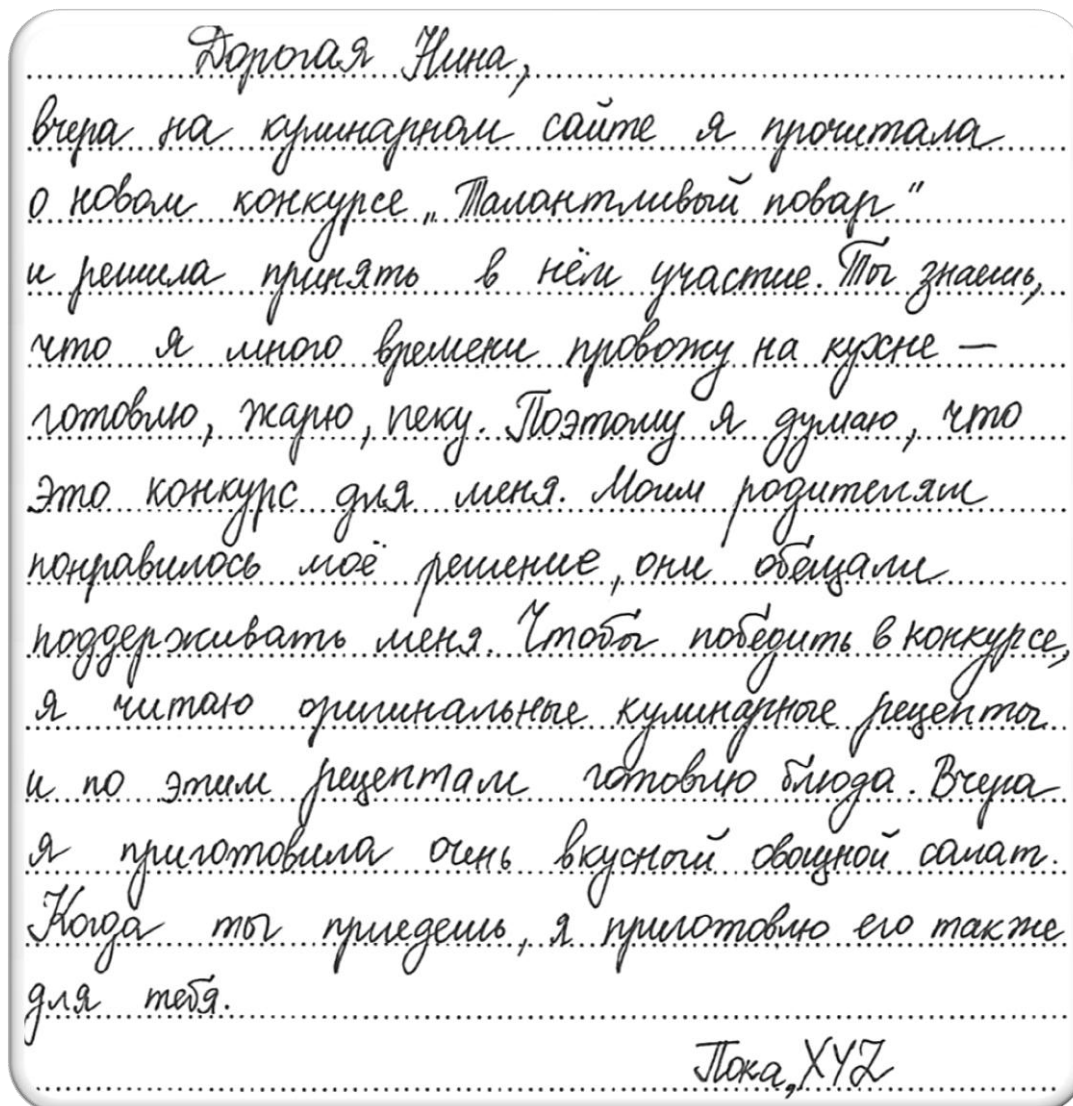 Дорогая Нина,
вчера на кулинарном сайте я прочитала
о новом конкурсе „Талантливый повар”
и решила принять в нём участие. Ты знаешь,
что я много времени провожу на кухне —
готовлю, жарю, пеку. Поэтому я думаю, что
это конкурс для меня. Моим родителям
понравилось моё решение, они обещали
поддерживать меня. Чтобы победить в конкурсе,
я читаю оригинальные кулинарные рецепты
и по этим рецептам готовлю блюда. Вчера
я приготовила очень вкусный овощной салат.
Когда ты приедешь, я приготовлю его также
для тебя.
Пока, XYZ